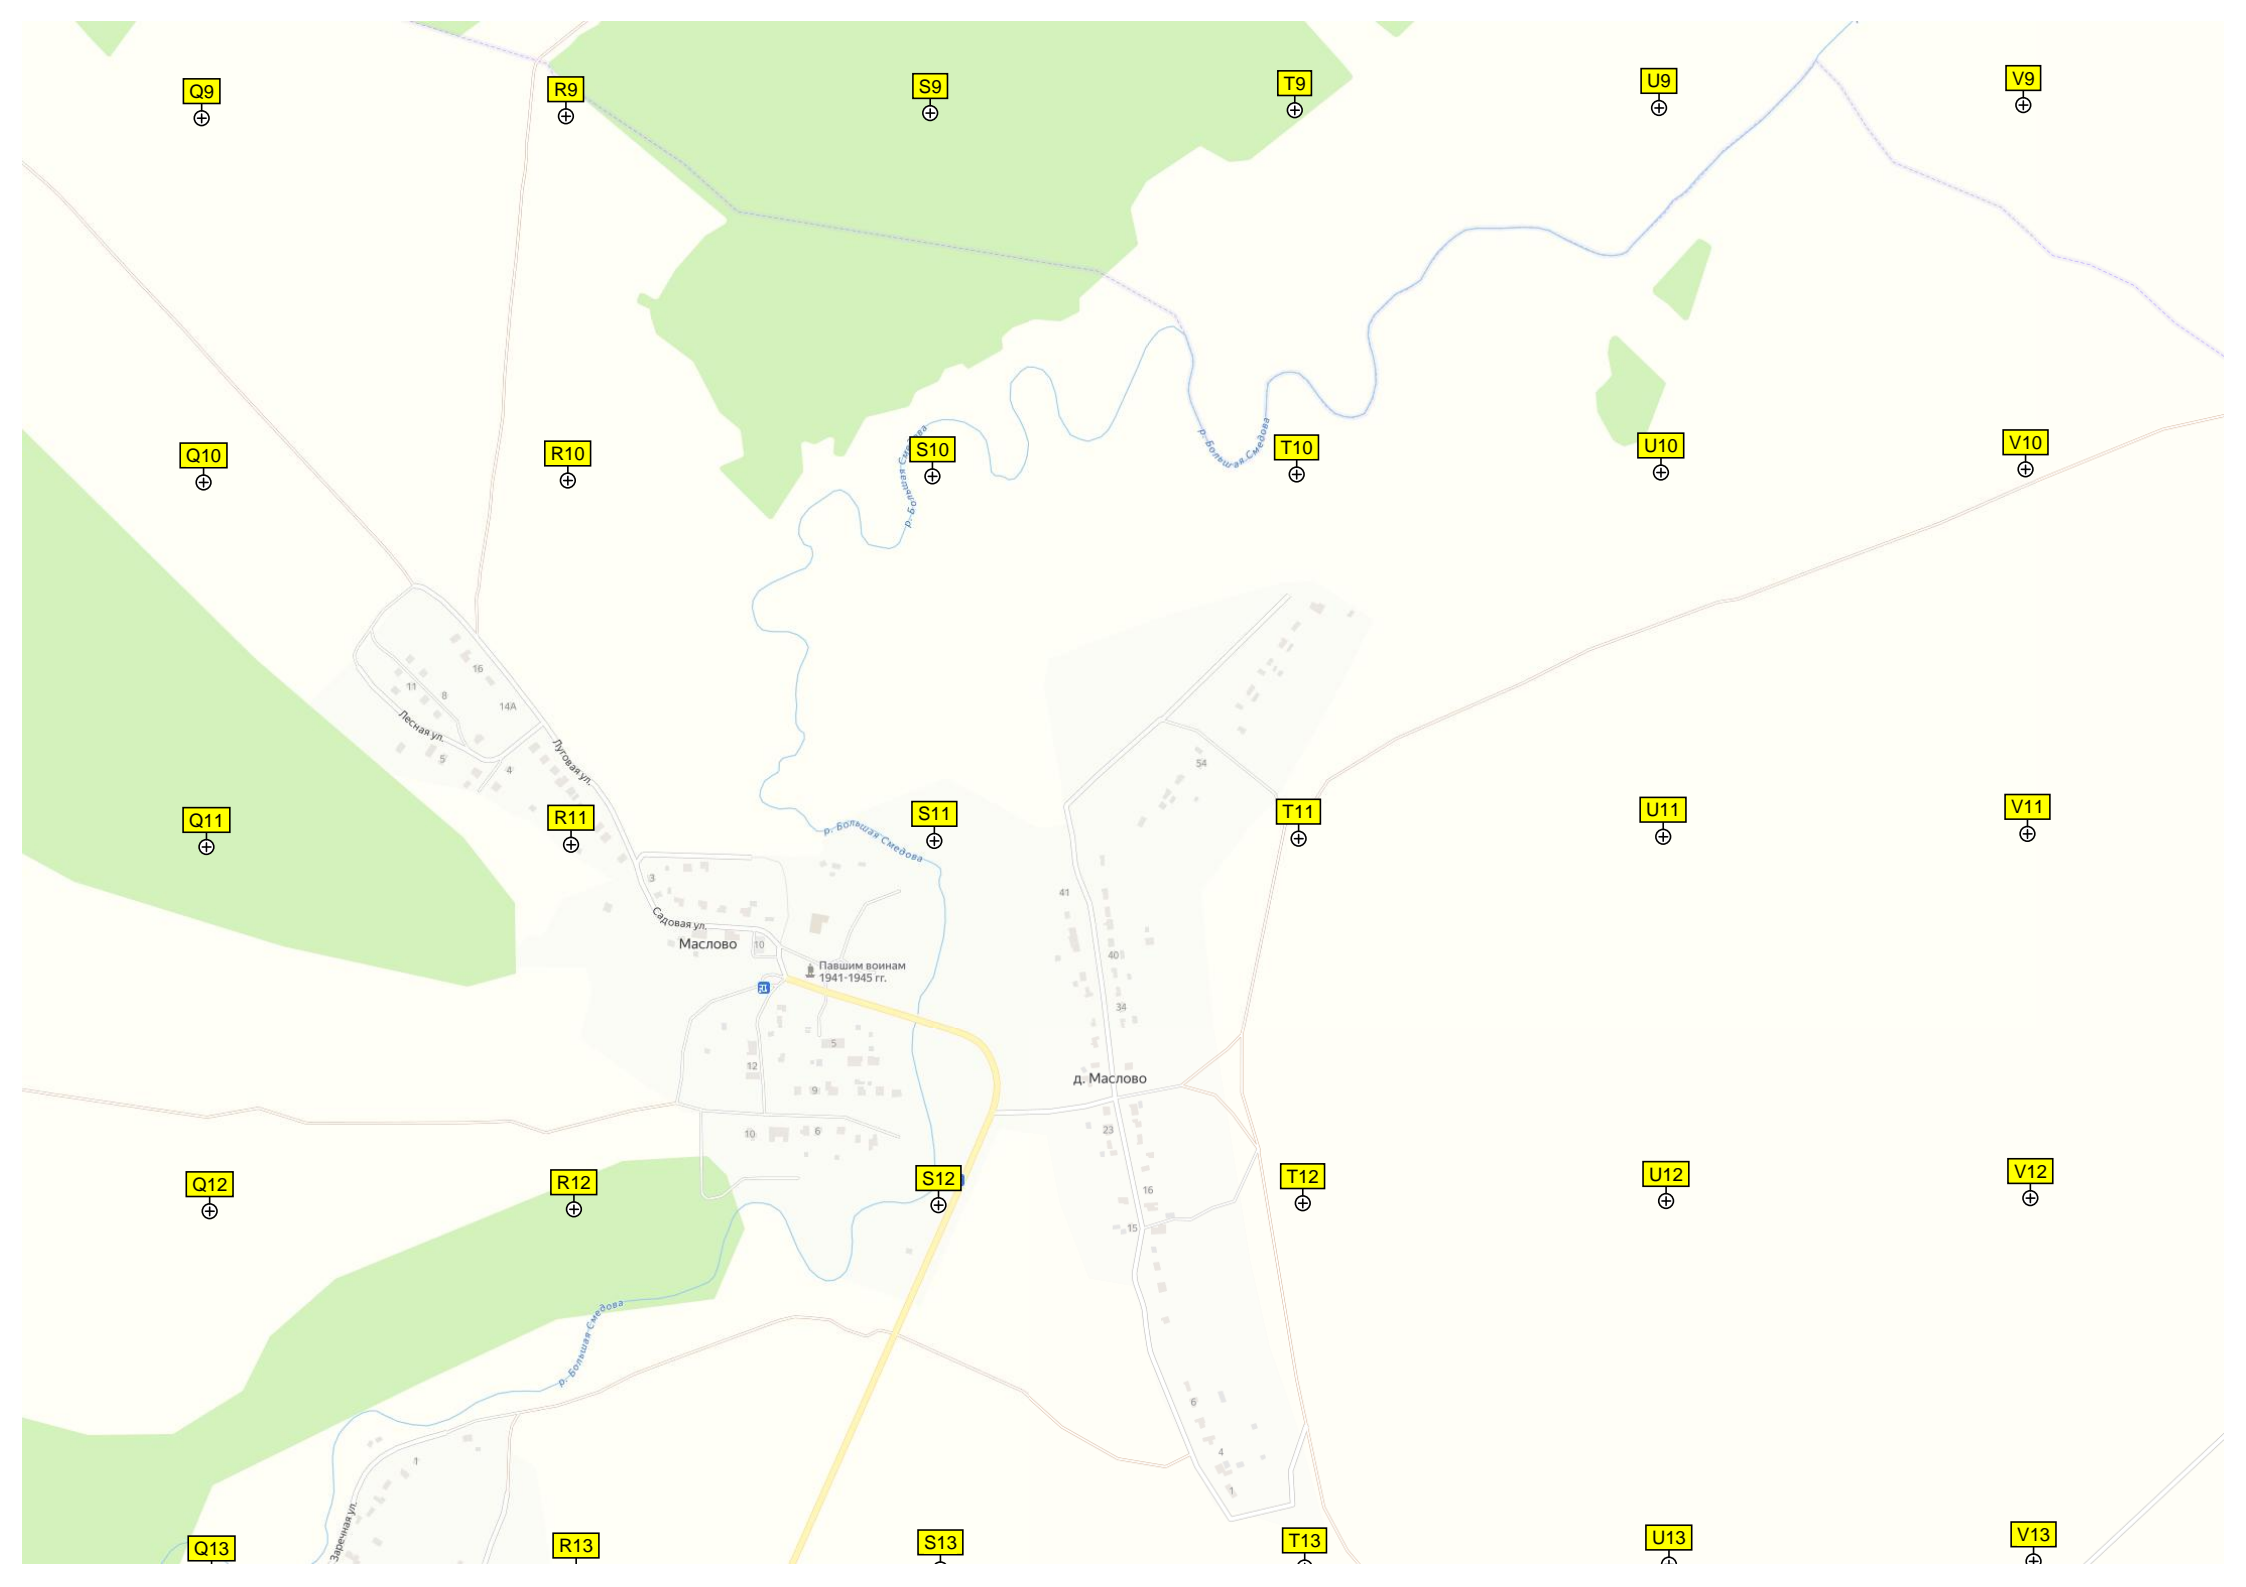 Q9
R9
S9
T9
U9
V9
Q10
R10
S10
T10
U10
V10
р. Большая Смедова
р. Большая Смедова
16
11
8
14А
Лесная ул.
5
4
Луговая ул.
54
Q11
R11
S11
T11
U11
V11
р. Большая Смедова
3
41
Садовая ул.
Маслово
10
40
Павшим воинам
1941-1945 гг.
34
5
12
9
д. Маслово
10
6
23
Q12
R12
S12
T12
U12
V12
16
15
р. Большая Смедова
6
4
1
1
Заречная ул.
Q13
R13
S13
T13
U13
V13